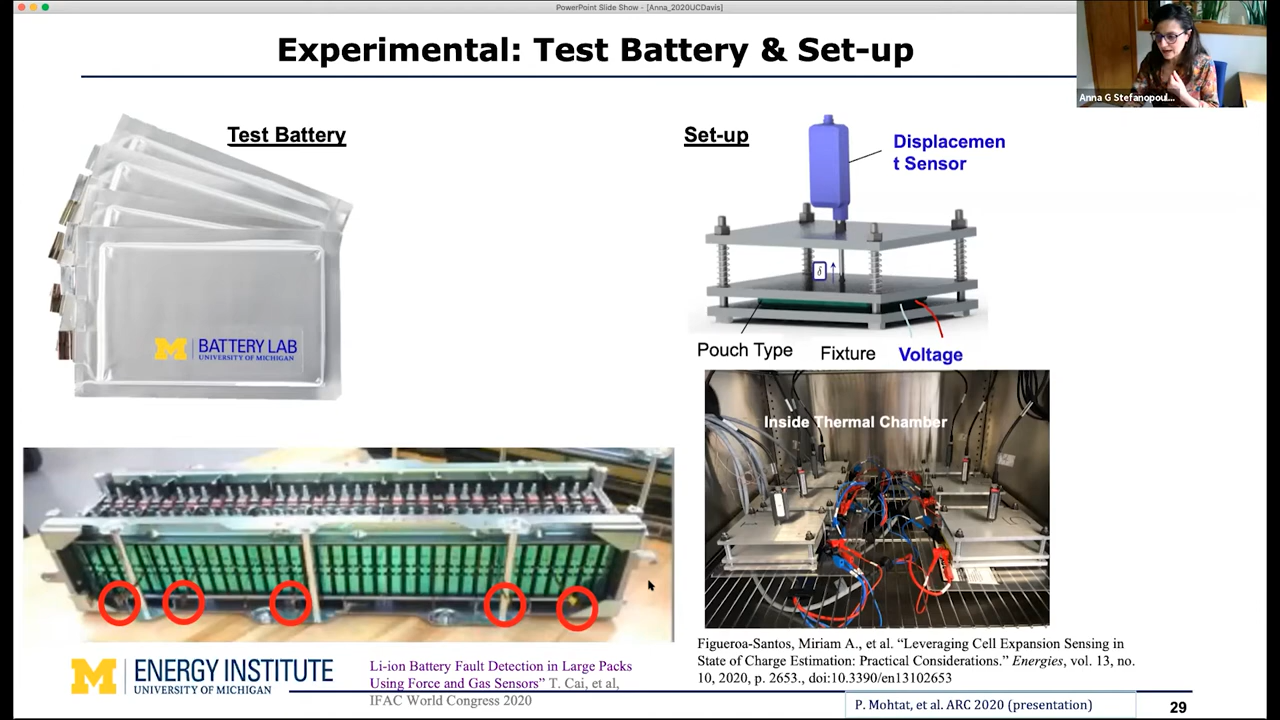 PowerPoint Slide Show - [Anna_2020UCDavis]
Experimental: Test Battery & Set-up
Anna G Stefanopoul...
Test Battery
Set-up
Displacemen
t Sensor
δ
M BATTERY LAB
UNIVERSITY OF MICHIGAN
Pouch Type
Fixture
Voltage
Inside Thermal Chamber
Figueroa-Santos, Miriam A., et al. “Leveraging Cell Expansion Sensing in
State of Charge Estimation: Practical Considerations.” Energies, vol. 13, no.
10, 2020, p. 2653., doi:10.3390/en13102653
M ENERGY INSTITUTE
UNIVERSITY OF MICHIGAN
Li-ion Battery Fault Detection in Large Packs
Using Force and Gas Sensors” T. Cai, et al,
IFAC World Congress 2020
P. Mohtat, et al. ARC 2020 (presentation)
29